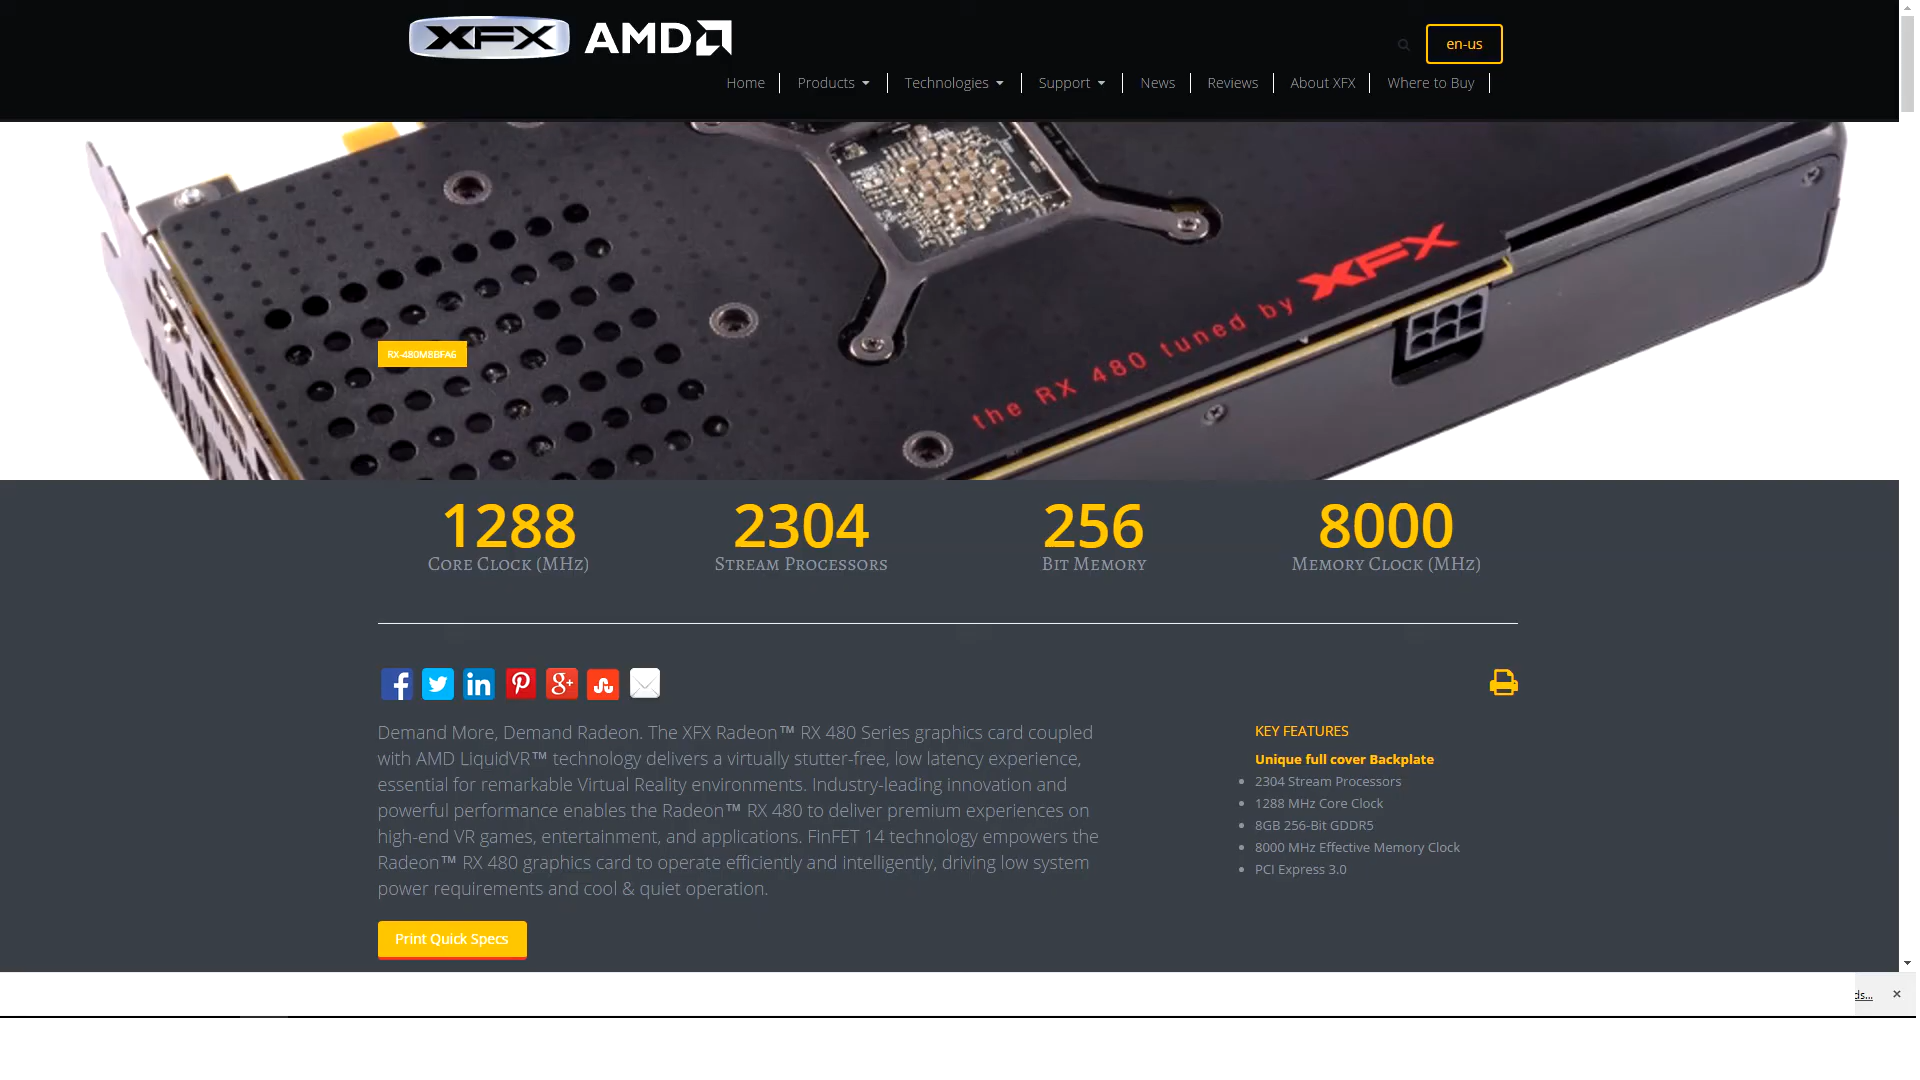 XFX AMD
en-us
Home Products Technologies Support News Reviews About XFX Where to Buy
the RX 480 tuned by XFX
RX-480M8BFA6
1288 2304 256 8000
Core Clock (MHz) Stream Processors Bit Memory Memory Clock (MHz)
Demand More, Demand Radeon. The XFX Radeon™ RX 480 Series graphics card coupled
with AMD LiquidVR™ technology delivers a virtually stutter-free, low latency experience,
essential for remarkable Virtual Reality environments. Industry-leading innovation and
powerful performance enables the Radeon™ RX 480 to deliver premium experiences on
high-end VR games, entertainment, and applications. FinFET 14 technology empowers the
Radeon™ RX 480 graphics card to operate efficiently and intelligently, driving low system
power requirements and cool & quiet operation.
Print Quick Specs
KEY FEATURES
Unique full cover Backplate
2304 Stream Processors
1288 MHz Core Clock
8GB 256-Bit GDDR5
8000 MHz Effective Memory Clock
PCI Express 3.0